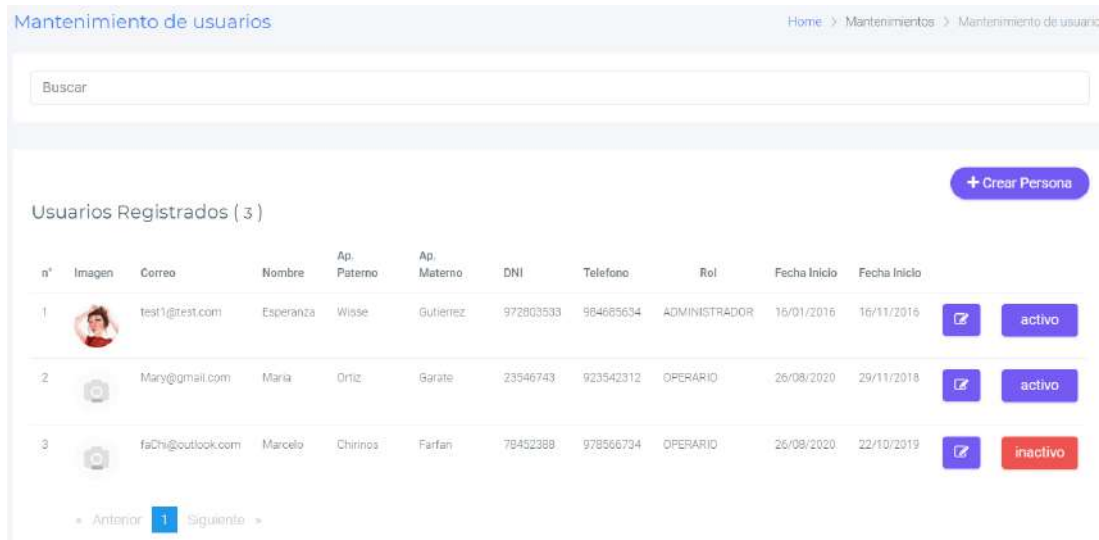 Mantenimiento de usuarios
Home > Mantenimientos > Mantenimiento de usuario
Buscar
+ Crear Persona
Usuarios Registrados ( 3 )
n° Imagen Correo Nombre Ap. Paterno Ap. Materno DNI Telefono Rol Fecha Inicio Fecha Inicio
1 test1@test.com Esperanza Wisse Gutierrez 972803533 984685634 ADMINISTRADOR 16/01/2016 16/11/2016 activo
2 Mary@gmail.com Maria Ortiz Garate 23546743 923542312 OPERARIO 26/08/2020 29/11/2018 activo
3 faChi@outlook.com Marcelo Chirinos Farfan 78452388 978566734 OPERARIO 26/08/2020 22/10/2019 inactivo
« Anterior 1 Siguiente »